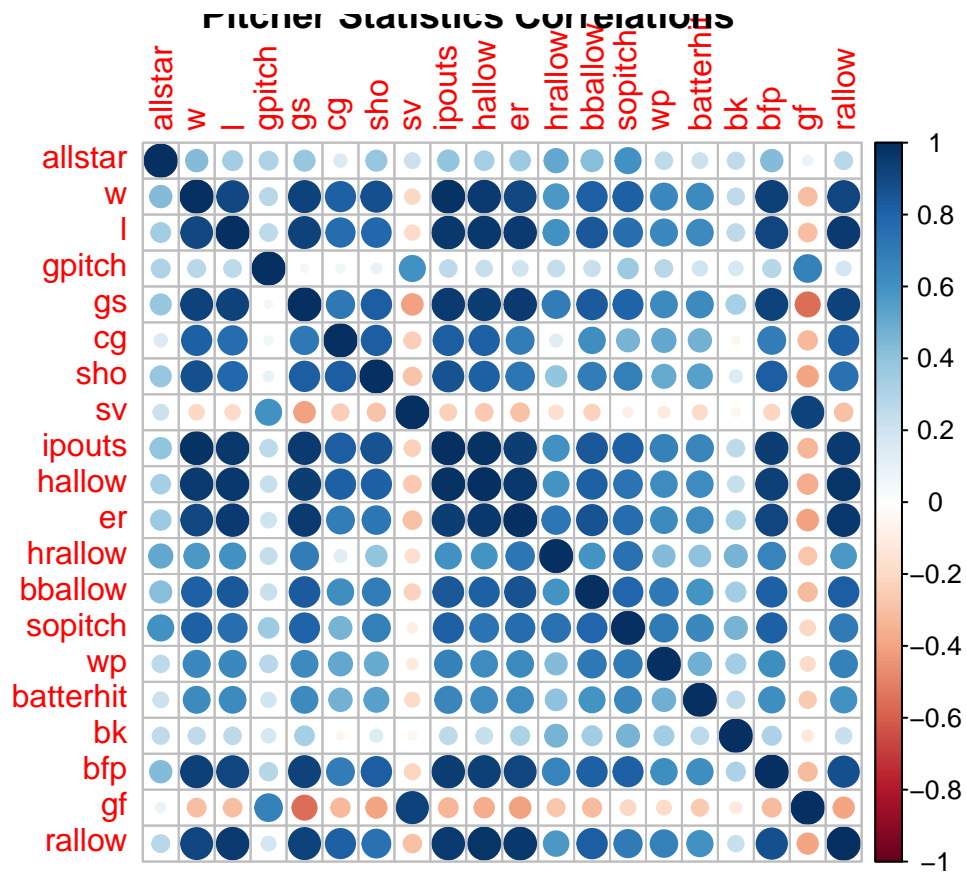 Pitcher Statistics Correlations
allstar w l gpitch gs cg sho sv ipouts hallow er hrallow bballow sopitch wp batterhit bk bfp gf rallow
allstar
w
l
gpitch
gs
cg
sho
sv
ipouts
hallow
er
hrallow
bballow
sopitch
wp
batterhit
bk
bfp
gf
rallow
1
0.8
0.6
0.4
0.2
0
−0.2
−0.4
−0.6
−0.8
−1